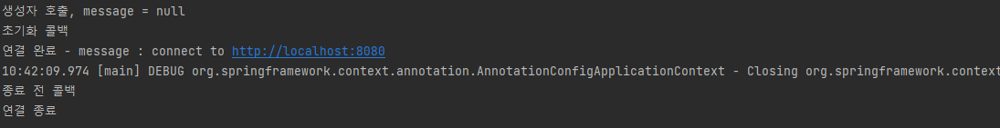 생성자 호출, message = null
초기화 콜백
연결 완료 - message : connect to http://localhost:8080
10:42:09.974 [main] DEBUG org.springframework.context.annotation.AnnotationConfigApplicationContext - Closing org.springframework.context
종료 전 콜백
연결 종료